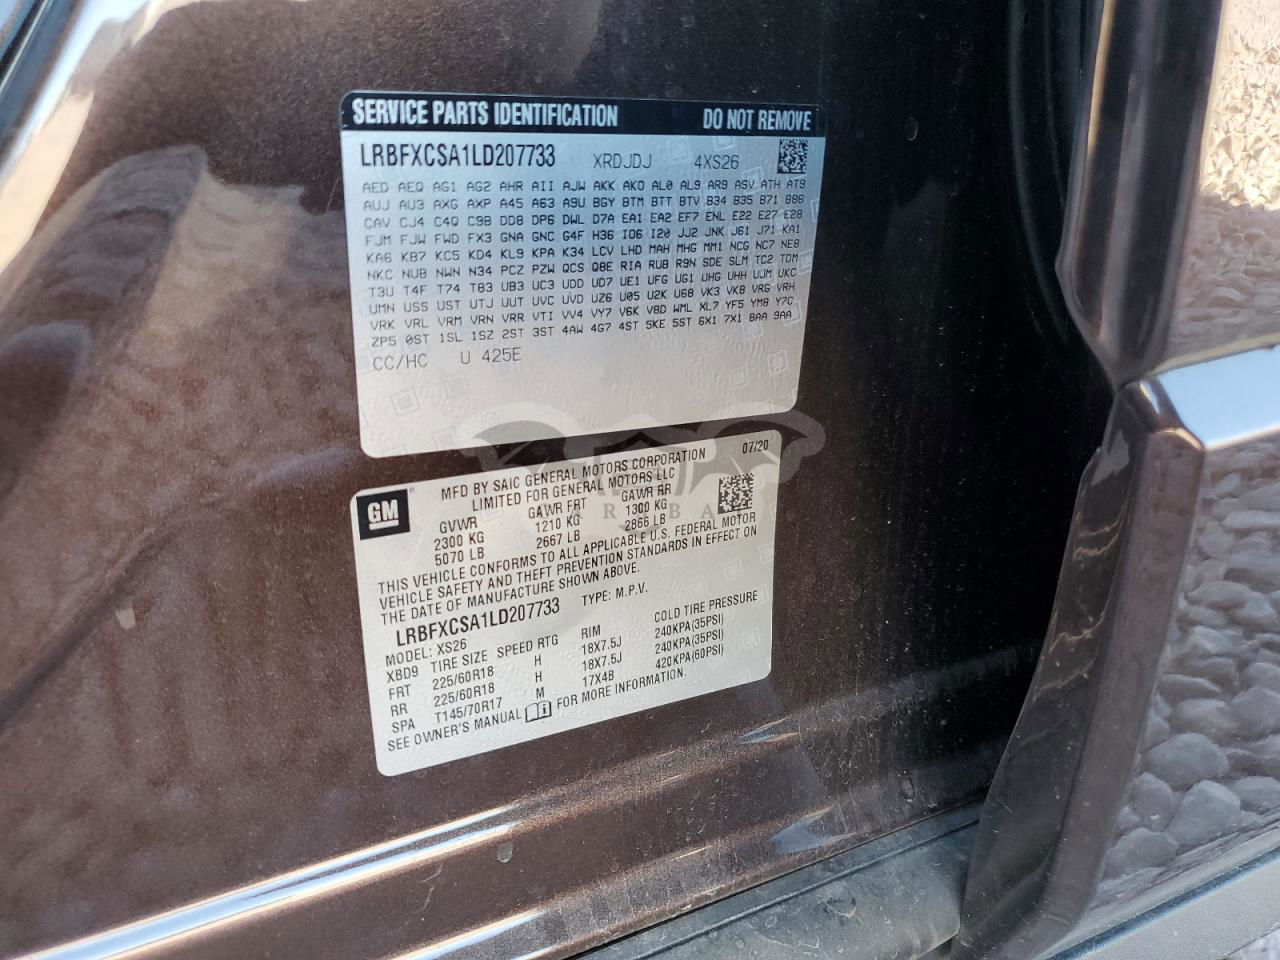 SERVICE PARTS IDENTIFICATION DO NOT REMOVE
LRBFXCSA1LD207733 XRDJDJ 4XS26
AED AEQ AG1 AG2 AHR AII AJW AKK AKO AL0 AL9 AR9 ASV ATH AT9
AUJ AU3 AXG AXP A45 A63 A9U BGY BTM BTT BTV B34 B35 B71 B86
CAV CJ4 C4Q C9B DD8 DP6 DWL D7A EA1 EA2 EF7 ENL E22 E27 E28
FJM FJW FWD FX3 GNA GNC G4F H36 IO6 I20 JJ2 JNK J61 J71 KA1
KA6 KB7 KC5 KD4 KL9 KPA K34 LCV LHD MAH MHG MM1 NCG NC7 NE8
NKC NUB NWN N34 PCZ PZW QCS Q8E RIA RUB R9N SDE SLM TC2 TDM
T3U T4F T74 T83 UB3 UC3 UDD UD7 UE1 UFG UG1 UHG UHH UJM UKC
UMN USS UST UTJ UUT UVC UVD UZ6 U05 U2K U68 VK3 VK8 VRG VRH
VRK VRL VRM VRN VRR VTI VV4 VY7 V6K V8D WML XL7 YF5 YM8 Y7C
ZP5 0ST 1SL 1SZ 2ST 3ST 4AW 4G7 4ST 5KE 5ST 6X1 7X1 8AA 9AA
CC/HC U 425E
07/20
GM
MFD BY SAIC GENERAL MOTORS CORPORATION
LIMITED FOR GENERAL MOTORS LLC
GVWR GAWR FRT GAWR RR
2300 KG 1210 KG 1300 KG
5070 LB 2667 LB 2866 LB
THIS VEHICLE CONFORMS TO ALL APPLICABLE U.S. FEDERAL MOTOR
VEHICLE SAFETY AND THEFT PREVENTION STANDARDS IN EFFECT ON
THE DATE OF MANUFACTURE SHOWN ABOVE.
LRBFXCSA1LD207733 TYPE: M.P.V.
MODEL: XS26
XBD9 TIRE SIZE SPEED RTG RIM COLD TIRE PRESSURE
FRT 225/60R18 H 18X7.5J 240KPA(35PSI)
RR 225/60R18 H 18X7.5J 240KPA(35PSI)
SPA T145/70R17 M 17X4B 420KPA(60PSI)
SEE OWNER'S MANUAL FOR MORE INFORMATION.